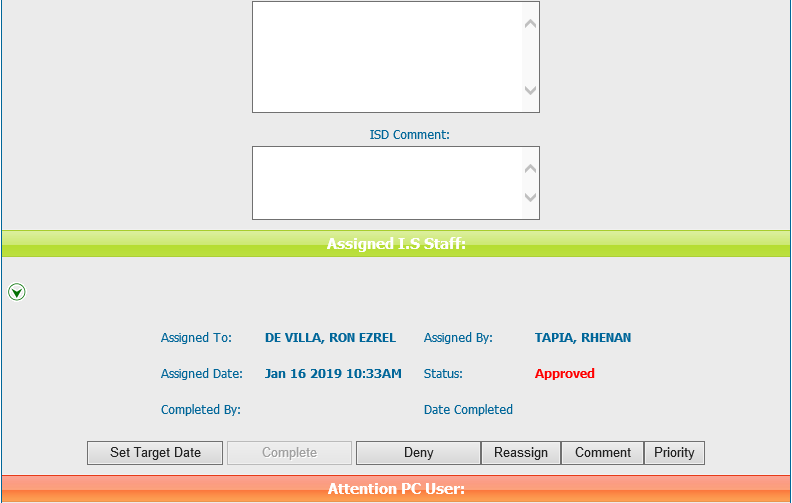 ISD Comment:
Assigned I.S Staff:
Assigned To: DE VILLA, RON EZREL Assigned By: TAPIA, RHENAN
Assigned Date: Jan 16 2019 10:33AM Status: Approved
Completed By: Date Completed
Set Target Date Complete Deny Reassign Comment Priority
Attention PC User: